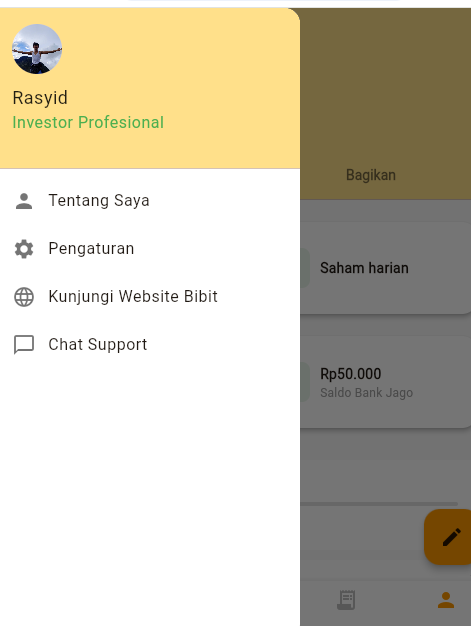 Rasyid
Investor Profesional
Tentang Saya
Pengaturan
Kunjungi Website Bibit
Chat Support
Bagikan
Saham harian
Rp50.000
Saldo Bank Jago